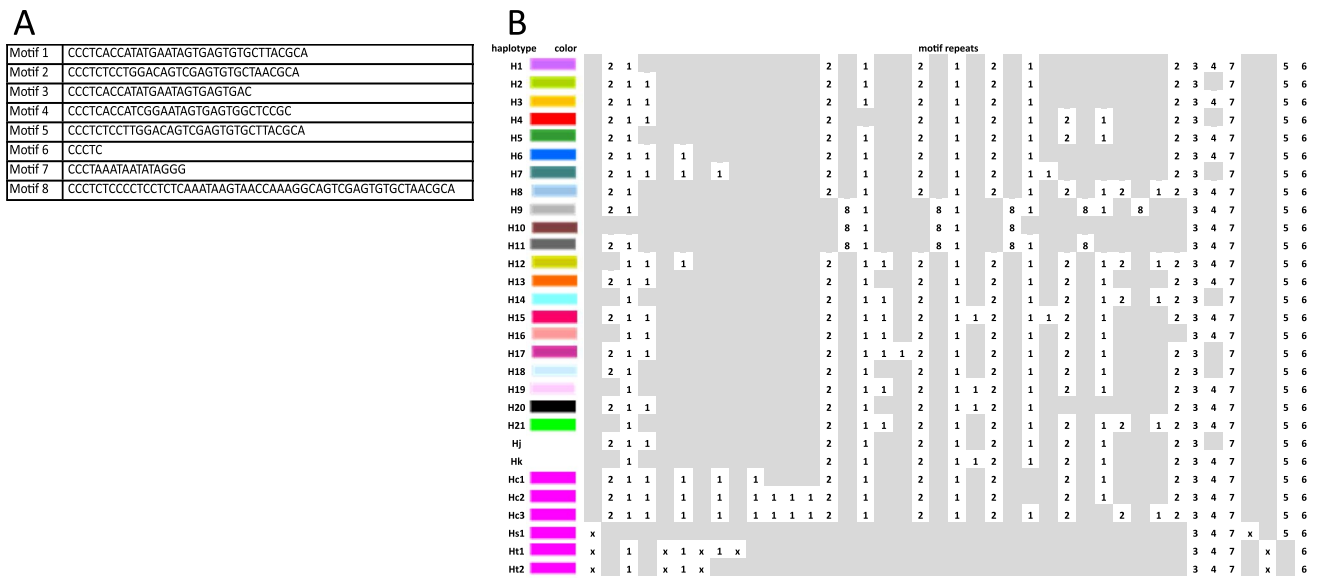 A
Motif 1 CCCTCACCATATGAATAGTGAGTGTGCTTACGCA
Motif 2 CCCTCTCCTGGACAGTCGAGTGTGCTAACGCA
Motif 3 CCCTCACCATATGAATAGTGAGTGAC
Motif 4 CCCTCACCATCGGAATAGTGAGTGGCTCCGC
Motif 5 CCCTCTCCTTGGACAGTCGAGTGTGCTTACGCA
Motif 6 CCCTC
Motif 7 CCCTAAATAATATAGGG
Motif 8 CCCTCTCCCCTCCTCTCAAATAAGTAACCAAAGGCAGTCGAGTGTGCTAACGCA
B
haplotype color motif repeats
H1 2 1 2 1 2 1 2 1 2 3 4 7 5 6
H2 2 1 1 2 1 2 1 2 1 2 3 7 5 6
H3 2 1 1 2 1 2 1 2 1 2 3 4 7 5 6
H4 2 1 1 2 2 1 2 1 2 1 2 3 7 5 6
H5 2 1 2 2 1 2 1 2 1 2 3 4 7 5 6
H6 2 1 1 1 2 1 2 1 2 1 2 3 4 7 5 6
H7 2 1 1 1 1 2 1 2 1 2 1 1 2 3 7 5 6
H8 2 1 2 1 2 1 2 1 2 1 2 1 2 3 4 7 5 6
H9 2 1 8 1 8 1 8 1 8 1 8 3 4 7 5 6
H10 8 1 8 1 8 3 4 7 5 6
H11 2 1 8 1 8 1 8 1 8 3 4 7 5 6
H12 1 1 1 2 1 1 2 1 2 1 2 1 2 1 2 3 4 7 5 6
H13 2 1 1 2 1 2 1 2 1 2 1 2 3 4 7 5 6
H14 1 2 1 1 2 1 2 1 2 1 2 1 2 3 4 7 5 6
H15 2 1 1 2 1 1 2 1 1 2 1 1 2 1 2 3 4 7 5 6
H16 1 2 1 2 1 2 1 2 1 2 3 4 7 5 6
H17 2 1 1 2 1 1 1 2 1 2 1 2 1 2 3 7 5 6
H18 2 1 2 1 2 1 2 1 2 1 2 3 4 7 5 6
H19 1 2 1 1 2 1 1 2 1 2 1 2 3 4 7 5 6
H20 2 1 1 2 1 2 1 1 2 1 2 3 4 7 5 6
H21 1 2 1 1 2 1 2 1 2 1 2 1 2 3 4 7 5 6
Hj 2 1 1 2 1 2 1 2 1 2 1 2 3 7 5 6
Hk 1 2 1 2 1 1 2 1 2 1 2 3 4 7 5 6
Hc1 2 1 1 1 1 1 2 1 2 1 2 2 1 2 3 4 7 5 6
Hc2 2 1 1 1 1 1 1 1 1 2 1 2 1 2 2 1 2 3 4 7 5 6
Hc3 2 1 1 1 1 1 1 1 1 2 1 2 1 2 1 2 2 1 2 3 4 7 5 6
Hs1 x 3 4 7 x 5 6
Ht1 x 1 x 1 x 1 x 3 4 7 x 6
Ht2 x 1 x 1 x 3 4 7 x 6